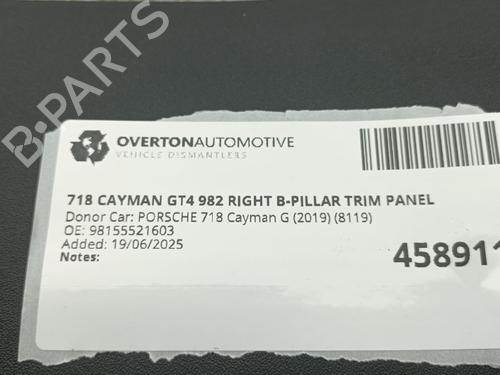 B-PARTS
OVERTONAUTOMOTIVE
VEHICLE DISMANTLERS
718 CAYMAN GT4 982 RIGHT B-PILLAR TRIM PANEL
Donor Car: PORSCHE 718 Cayman G (2019) (8119)
OE: 98155521603
Added: 19/06/2025
Notes:
458911